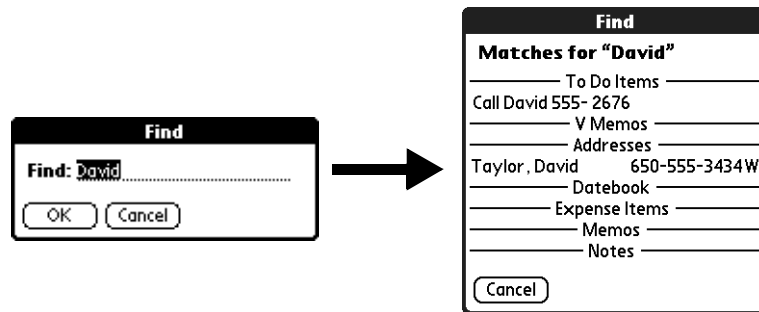 Find
Find: David
OK Cancel
Find
Matches for “David”
To Do Items
Call David 555- 2676
V Memos
Addresses
Taylor, David 650-555-3434W
Datebook
Expense Items
Memos
Notes
Cancel